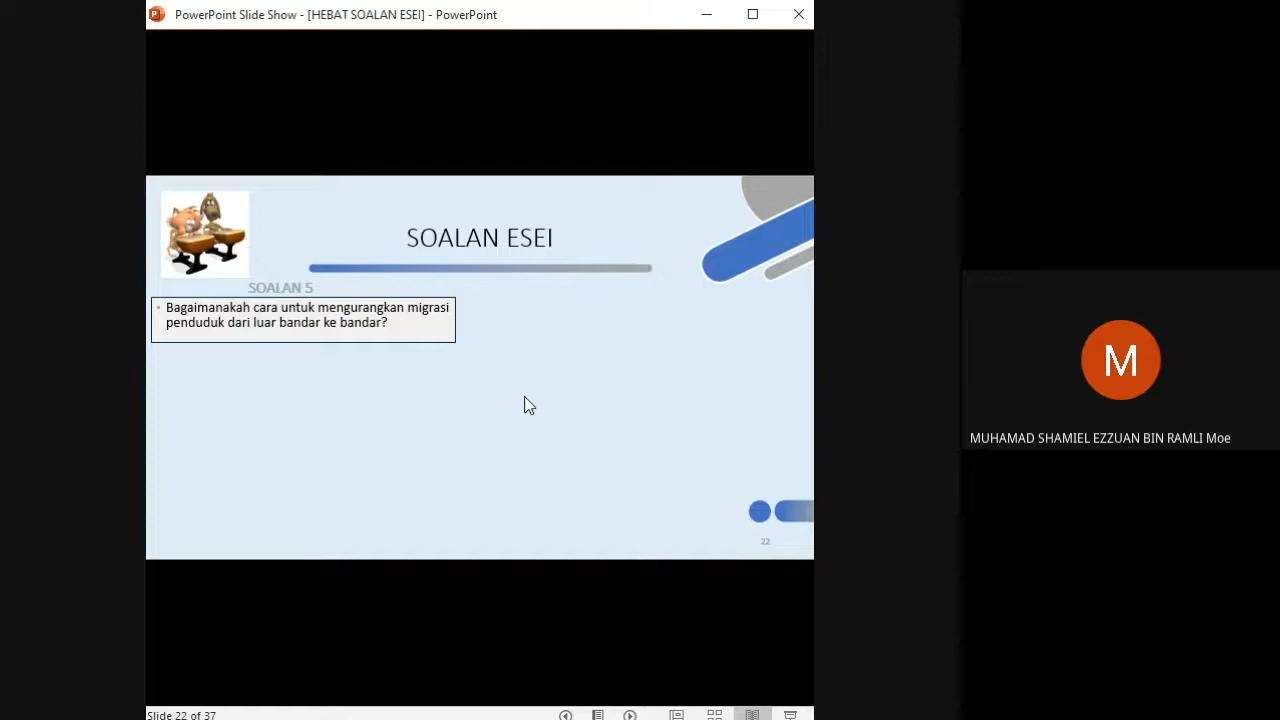 PowerPoint Slide Show - [HEBAT SOALAN ESEI] - PowerPoint
SOALAN ESEI
SOALAN 5
Bagaimanakah cara untuk mengurangkan migrasi
penduduk dari luar bandar ke bandar?
22
M
MUHAMAD SHAMIEL EZZUAN BIN RAMLI Moe
Slide 22 of 37